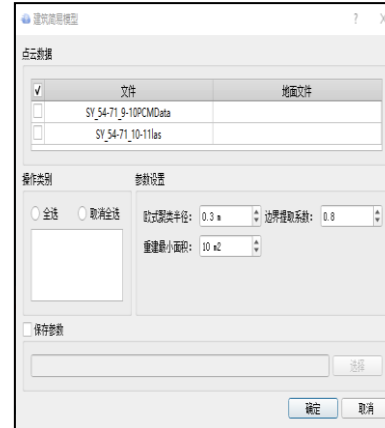 建筑简易模型
点云数据
文件 地面文件
SY_54-71_9-10PCMData
SY_54-71_10-11las
操作类别 参数设置
全选 取消全选 欧式聚类半径: 0.3 m 边界提取系数: 0.8
重建最小面积: 10 m2
保存参数
选择
确定 取消